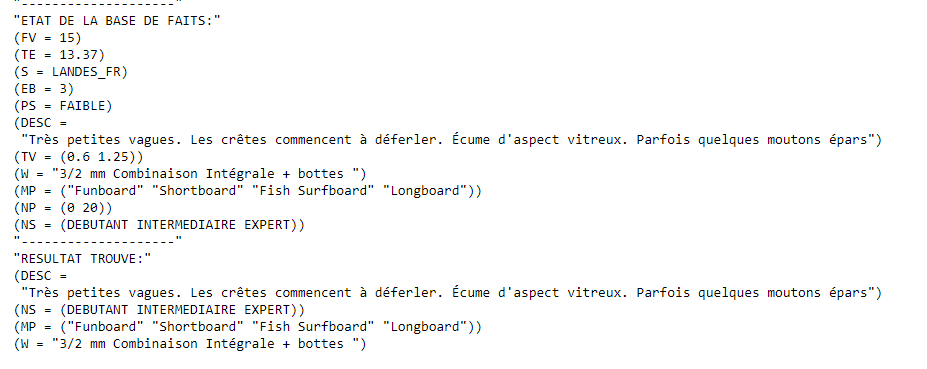 "--------------------"
"ETAT DE LA BASE DE FAITS:"
(FV = 15)
(TE = 13.37)
(S = LANDES_FR)
(EB = 3)
(PS = FAIBLE)
(DESC =
"Très petites vagues. Les crêtes commencent à déferler. Écume d'aspect vitreux. Parfois quelques moutons épars")
(TV = (0.6 1.25))
(W = "3/2 mm Combinaison Intégrale + bottes ")
(MP = ("Funboard" "Shortboard" "Fish Surfboard" "Longboard"))
(NP = (0 20))
(NS = (DEBUTANT INTERMEDIAIRE EXPERT))
"--------------------"
"RESULTAT TROUVE:"
(DESC =
"Très petites vagues. Les crêtes commencent à déferler. Écume d'aspect vitreux. Parfois quelques moutons épars")
(NS = (DEBUTANT INTERMEDIAIRE EXPERT))
(MP = ("Funboard" "Shortboard" "Fish Surfboard" "Longboard"))
(W = "3/2 mm Combinaison Intégrale + bottes ")